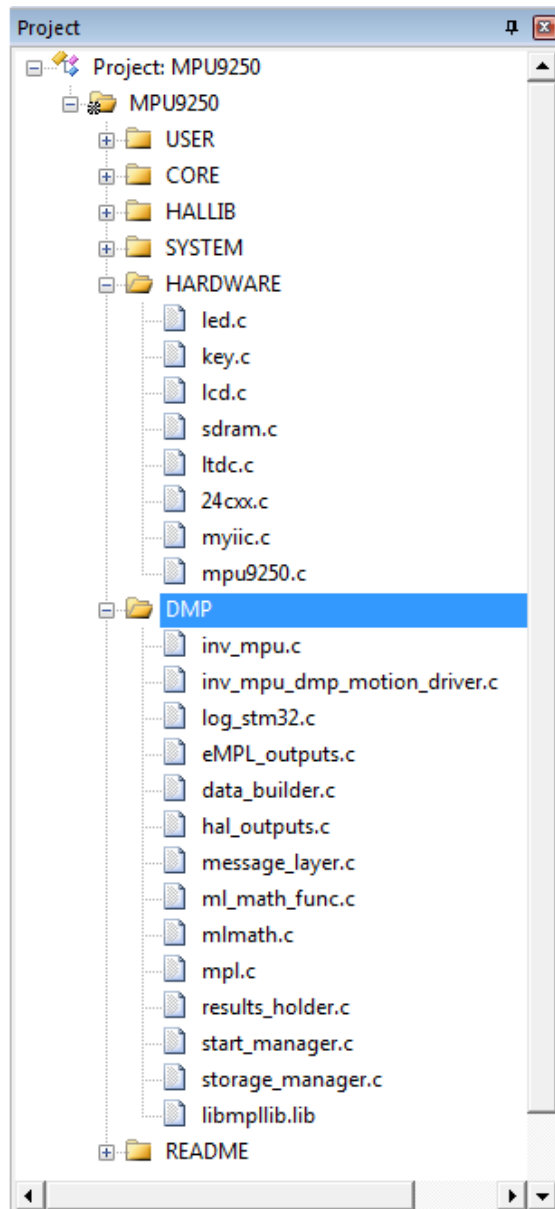 Project
Project: MPU9250
MPU9250
USER
CORE
HALLIB
SYSTEM
HARDWARE
led.c
key.c
lcd.c
sdram.c
ltdc.c
24cxx.c
myiic.c
mpu9250.c
DMP
inv_mpu.c
inv_mpu_dmp_motion_driver.c
log_stm32.c
eMPL_outputs.c
data_builder.c
hal_outputs.c
message_layer.c
ml_math_func.c
mlmath.c
mpl.c
results_holder.c
start_manager.c
storage_manager.c
libmpllib.lib
README